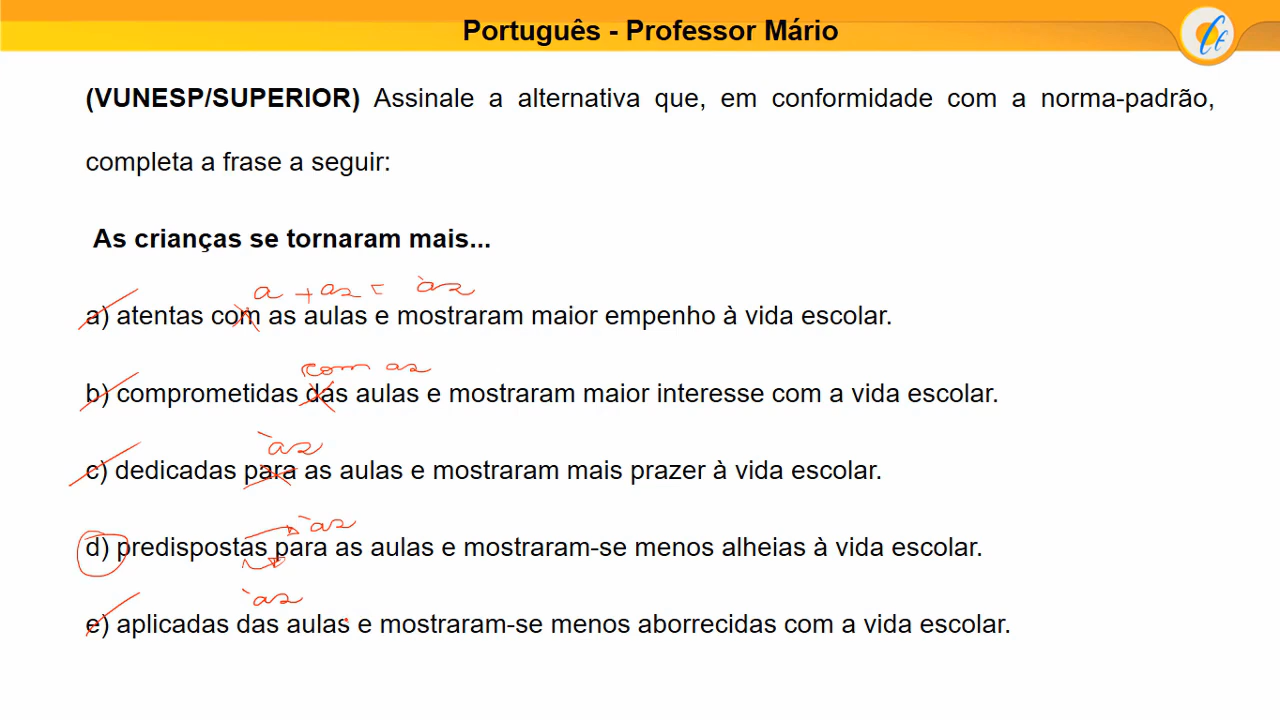 Português - Professor Mário
(VUNESP/SUPERIOR) Assinale a alternativa que, em conformidade com a norma-padrão,
completa a frase a seguir:
As crianças se tornaram mais...
a + as = às
a) atentas com as aulas e mostraram maior empenho à vida escolar.
com as
b) comprometidas das aulas e mostraram maior interesse com a vida escolar.
às
c) dedicadas para as aulas e mostraram mais prazer à vida escolar.
às
d) predispostas para as aulas e mostraram-se menos alheias à vida escolar.
às
e) aplicadas das aulas e mostraram-se menos aborrecidas com a vida escolar.